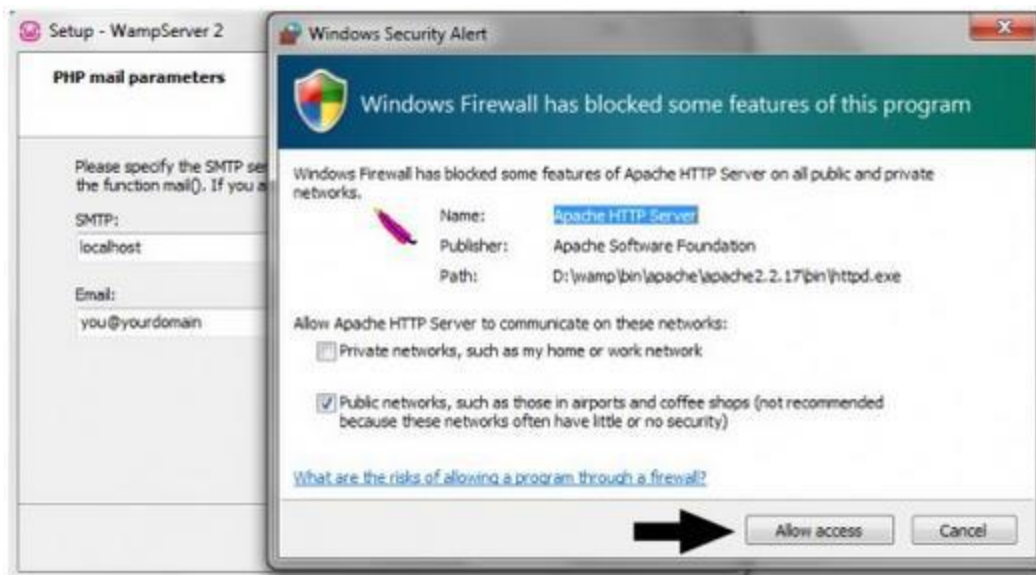 Setup - WampServer 2
PHP mail parameters
Please specify the SMTP se
the function mail(). If you a
SMTP:
localhost
Email:
you@yourdomain
Windows Security Alert
Windows Firewall has blocked some features of this program
Windows Firewall has blocked some features of Apache HTTP Server on all public and private
networks.
Name: Apache HTTP Server
Publisher: Apache Software Foundation
Path: D:\wamp\bin\apache\apache2.2.17\bin\httpd.exe
Allow Apache HTTP Server to communicate on these networks:
Private networks, such as my home or work network
Public networks, such as those in airports and coffee shops (not recommended
because these networks often have little or no security)
What are the risks of allowing a program through a firewall?
Allow access
Cancel